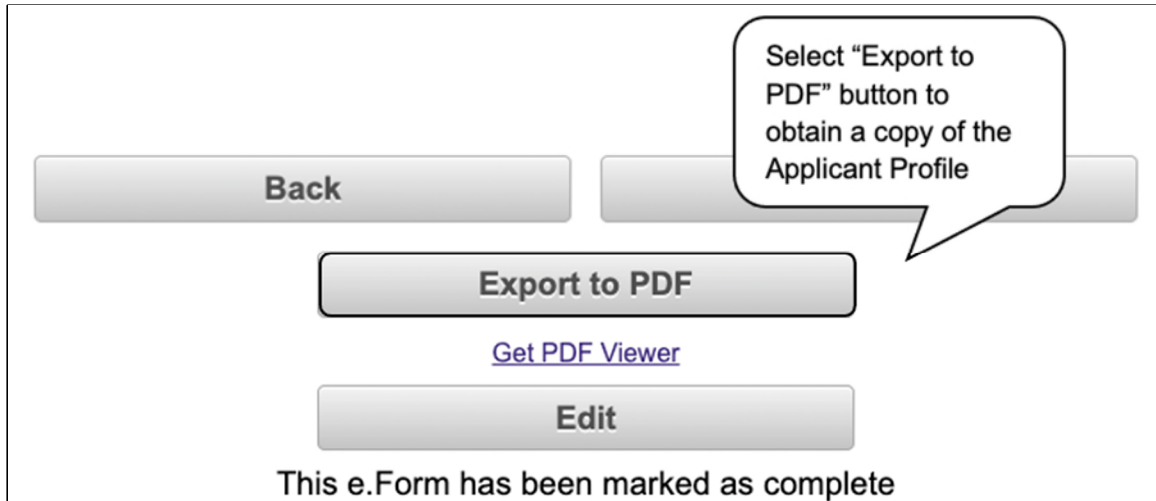 Select “Export to
PDF” button to
obtain a copy of the
Applicant Profile
Back
Export to PDF
Get PDF Viewer
Edit
This e.Form has been marked as complete